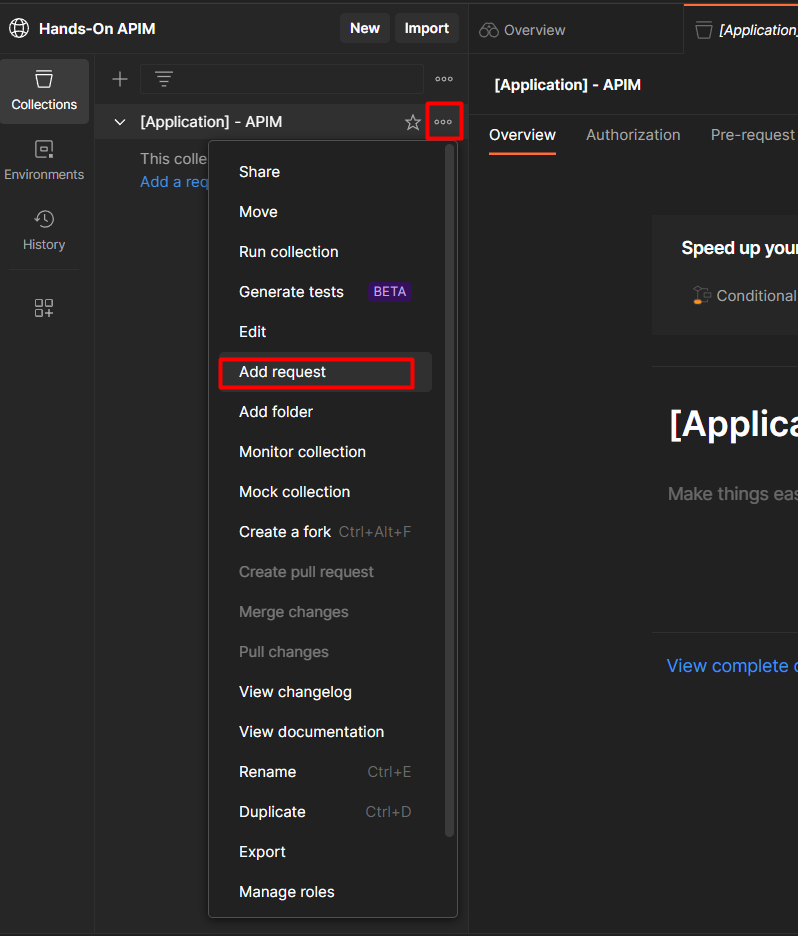 Hands-On APIM
New
Import
Overview
[Application]
Collections
[Application] - APIM
[Application] - APIM
Overview
Authorization
Pre-request
This colle
Add a req
Environments
History
Share
Move
Run collection
Generate tests BETA
Edit
Add request
Add folder
Monitor collection
Mock collection
Create a fork Ctrl+Alt+F
Create pull request
Merge changes
Pull changes
View changelog
View documentation
Rename Ctrl+E
Duplicate Ctrl+D
Export
Manage roles
Speed up your
Conditional
[Applica
Make things eas
View complete